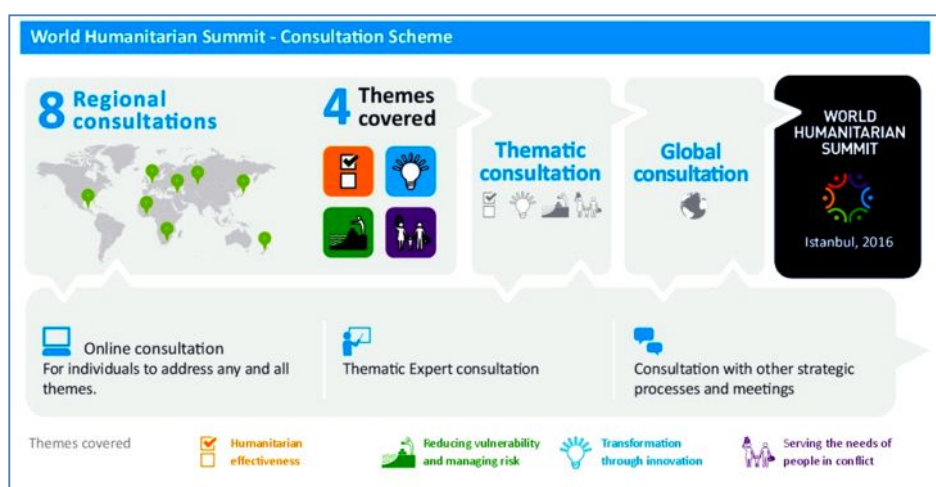 World Humanitarian Summit - Consultation Scheme
8 Regional
consultations
4 Themes
covered
Thematic
consultation
Global
consultation
WORLD
HUMANITARIAN
SUMMIT
Istanbul, 2016
Online consultation
For individuals to address any and all
themes.
Thematic Expert consultation
Consultation with other strategic
processes and meetings
Themes covered
Humanitarian
effectiveness
Reducing vulnerability
and managing risk
Transformation
through innovation
Serving the needs of
people in conflict